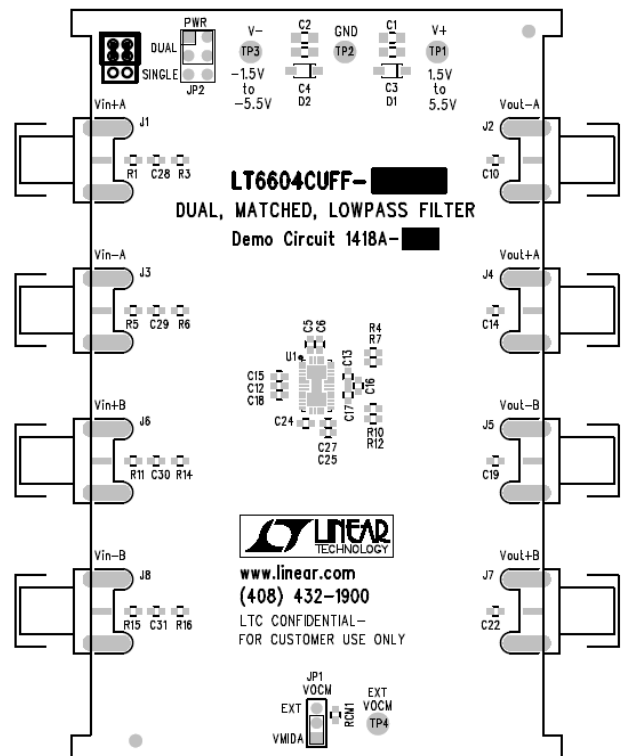 PWR
DUAL
SINGLE
JP2
V-
TP3
-1.5V
to
-5.5V
C2
C4
D2
GND
TP2
C1
C3
D1
V+
TP1
1.5V
to
5.5V
Vin+A
J1
R1 C28 R3
Vout-A
J2
C10
LT6604CUFF-
DUAL, MATCHED, LOWPASS FILTER
Demo Circuit 1418A-
Vin-A
J3
R5 C29 R6
Vout+A
J4
C14
C5 C6
U1
R4
R7
C15
C12
C18
C13
C16
C17
C24
C27
C25
R10
R12
Vin+B
J6
R11 C30 R14
Vout-B
J5
C19
LINEAR
TECHNOLOGY
www.linear.com
(408) 432-1900
LTC CONFIDENTIAL-
FOR CUSTOMER USE ONLY
Vin-B
J8
R15 C31 R16
Vout+B
J7
C22
JP1
VOCM
EXT
VMIDA
RCM1
EXT
VOCM
TP4